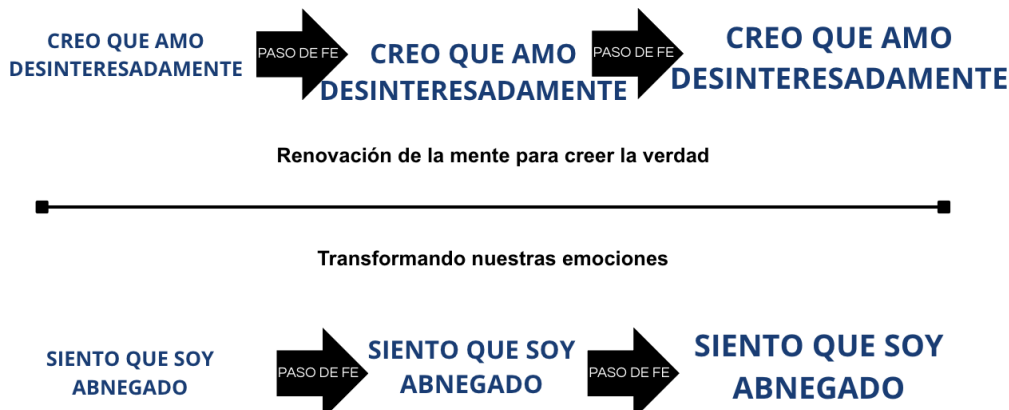 CREO QUE AMO
DESINTERESADAMENTE
PASO DE FE
CREO QUE AMO
DESINTERESADAMENTE
PASO DE FE
CREO QUE AMO
DESINTERESADAMENTE
Renovación de la mente para creer la verdad
Transformando nuestras emociones
SIENTO QUE SOY
ABNEGADO
PASO DE FE
SIENTO QUE SOY
ABNEGADO
PASO DE FE
SIENTO QUE SOY
ABNEGADO